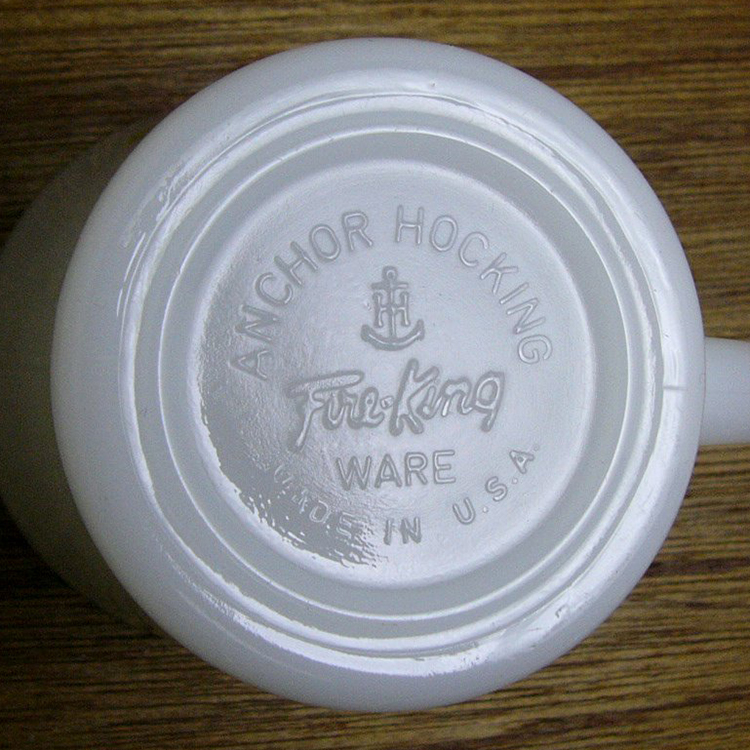 ANCHOR HOCKING
H
Fire-King
WARE
MADE IN U.S.A.